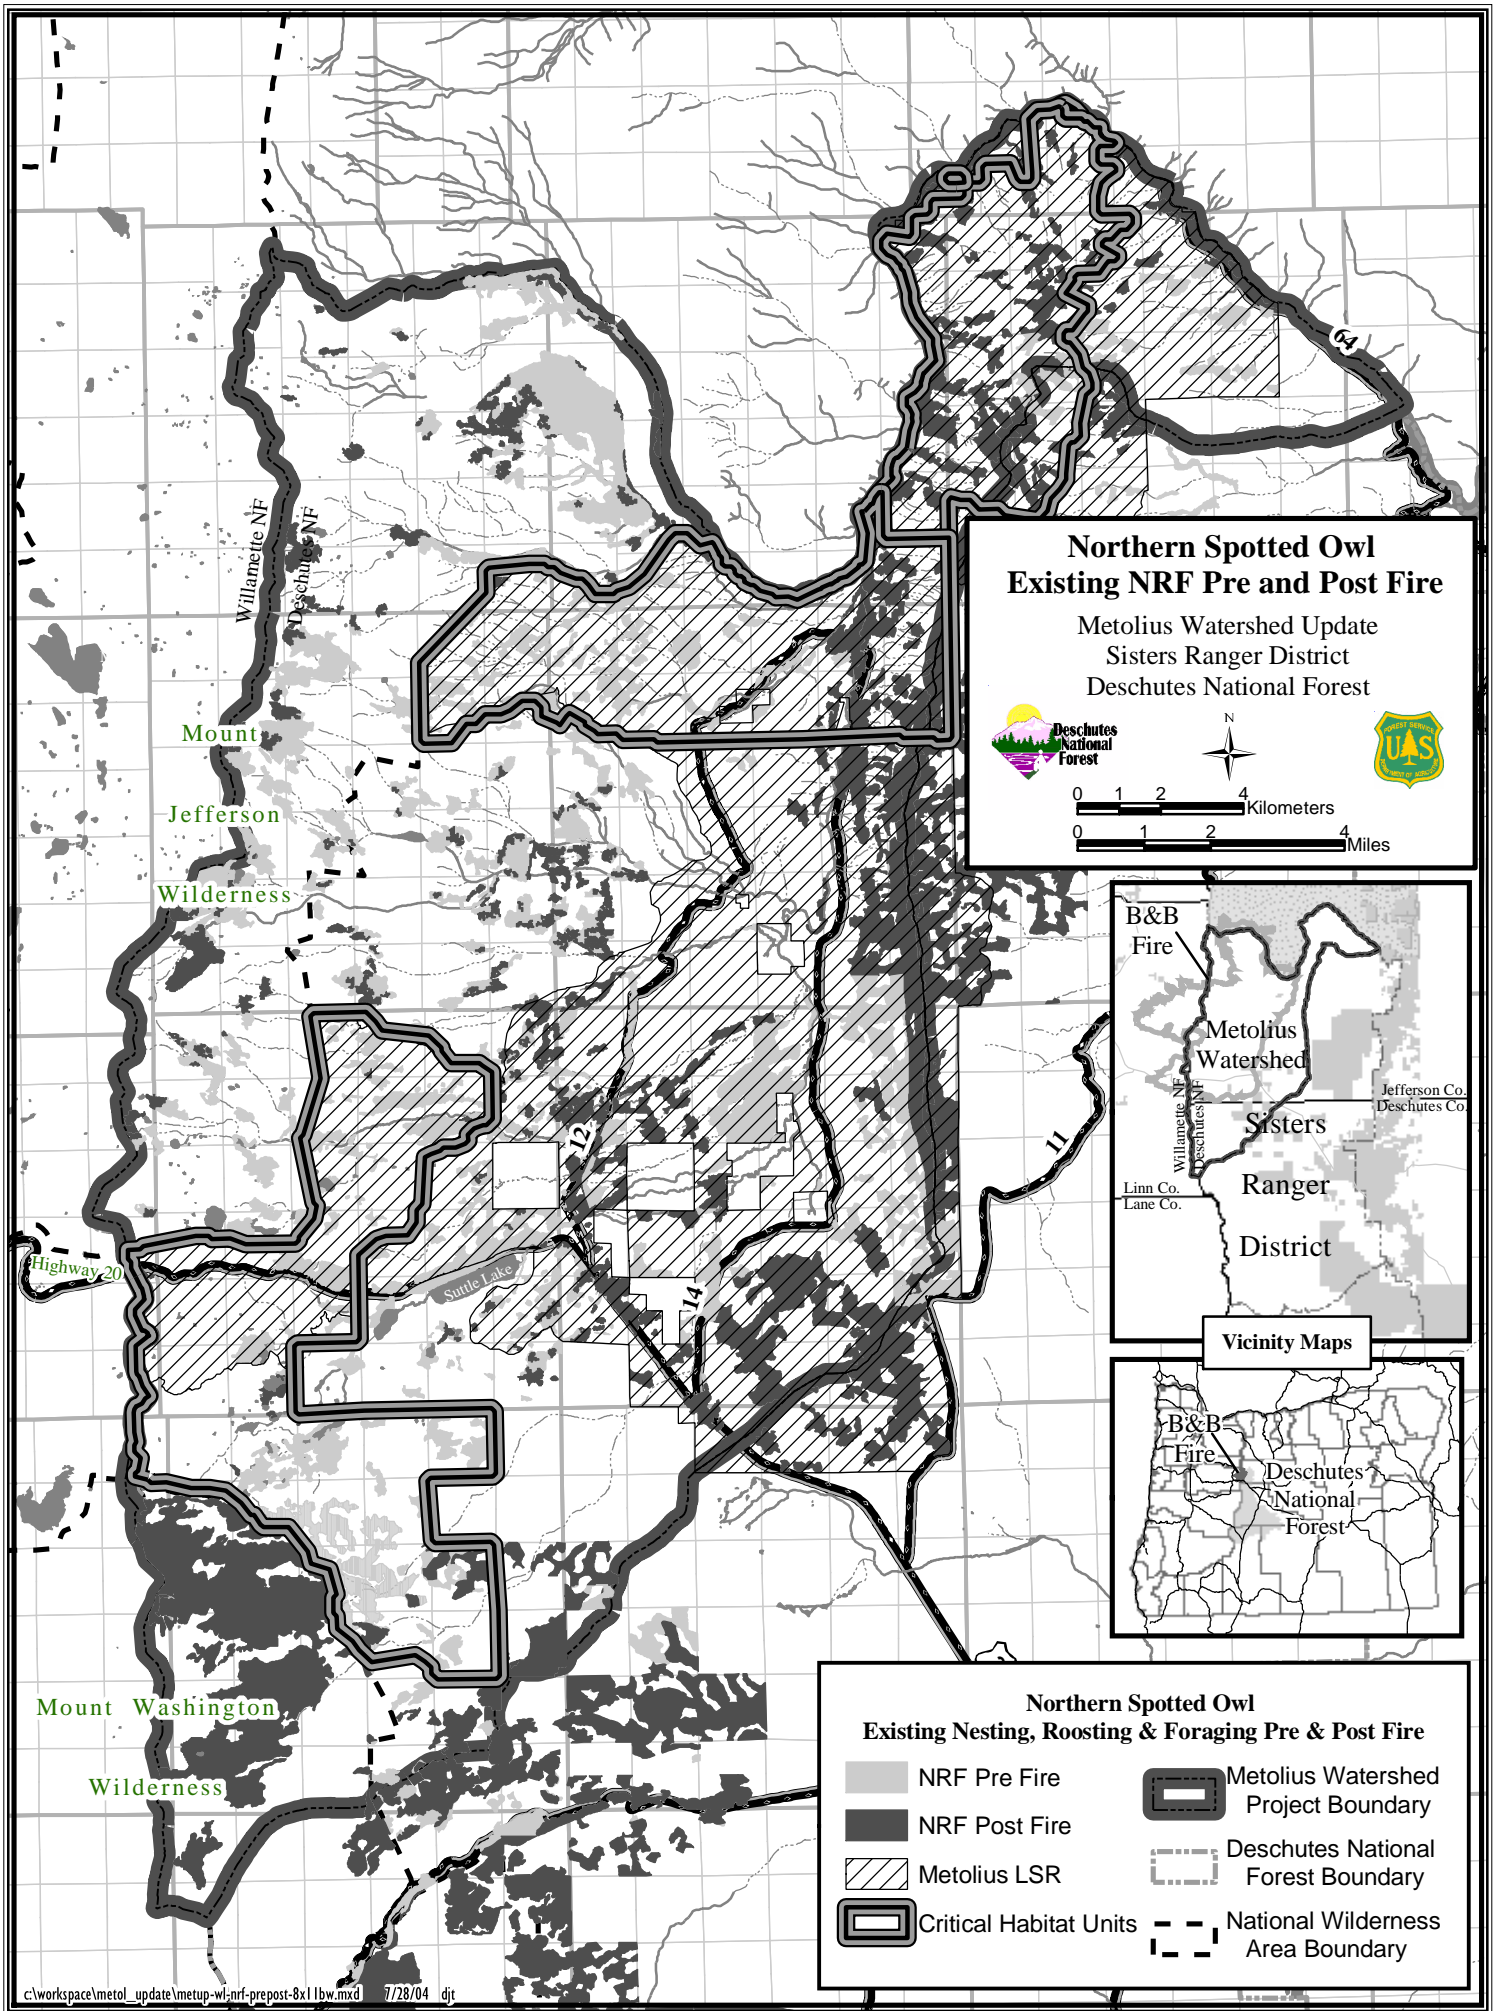 64
Willamette NF
Deschutes NF
Northern Spotted Owl
Existing NRF Pre and Post Fire
Metolius Watershed Update
Sisters Ranger District
Deschutes National Forest
Deschutes
National
Forest
N
FOREST SERVICE
UAS
DEPARTMENT OF AGRICULTURE
0 1 2 4
Kilometers
0 1 2 4
Miles
Mount
Jefferson
Wilderness
B&B
Fire
Metolius
Watershed
Willamette NF
Deschutes NF
Jefferson Co.
Deschutes Co.
Sisters
Linn Co.
Lane Co.
Ranger
District
Vicinity Maps
12
11
Highway 20
Suttle Lake
14
B&B
Fire
Deschutes
National
Forest
Mount Washington
Wilderness
Northern Spotted Owl
Existing Nesting, Roosting & Foraging Pre & Post Fire
NRF Pre Fire
NRF Post Fire
Metolius LSR
Critical Habitat Units
Metolius Watershed
Project Boundary
Deschutes National
Forest Boundary
National Wilderness
Area Boundary
c:\workspace\metol_update\metup-wl-nrf-prepost-8x11bw.mxd 7/28/04 djt